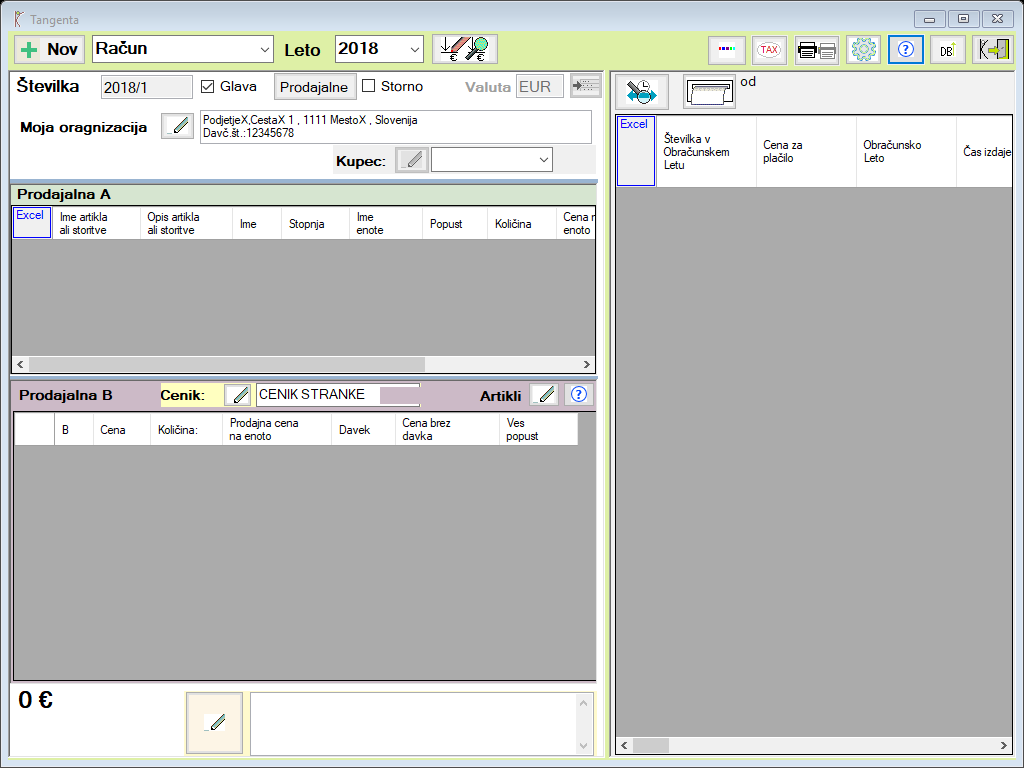 Tangenta
Nov
Račun
Leto
2018
€ €
TAX
?
DB
Številka
2018/1
Glava
Prodajalne
Storno
Valuta
EUR
Moja oragnizacija
PodjetjeX,CestaX 1 , 1111 MestoX , Slovenija
Davč.št.:12345678
Kupec:
Prodajalna A
Excel
Ime artikla
ali storitve
Opis artikla
ali storitve
Ime
Stopnja
Ime
enote
Popust
Količina
Cena n
enoto
Prodajalna B
Cenik:
CENIK STRANKE
Artikli
?
B
Cena
Količina:
Prodajna cena
na enoto
Davek
Cena brez
davka
Ves
popust
0 €
od
Excel
Številka v
Obračunskem
Letu
Cena za
plačilo
Obračunsko
Leto
Čas izdaje